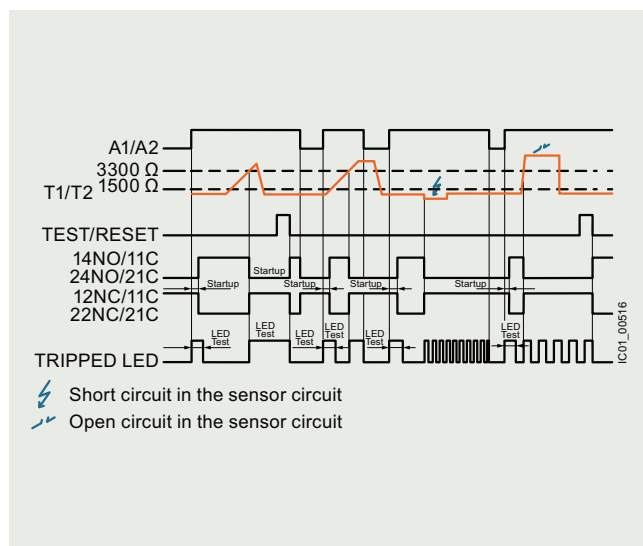 A1/A2
3300 Ω
T1/T2 1500 Ω
TEST/RESET
14NO/11C
24NO/21C
12NC/11C
22NC/21C
Startup
Startup
Startup
Startup
Startup
LED Test
LED Test
LED Test
LED Test
LED Test
LED Test
TRIPPED LED
IC01_00516
Short circuit in the sensor circuit
Open circuit in the sensor circuit